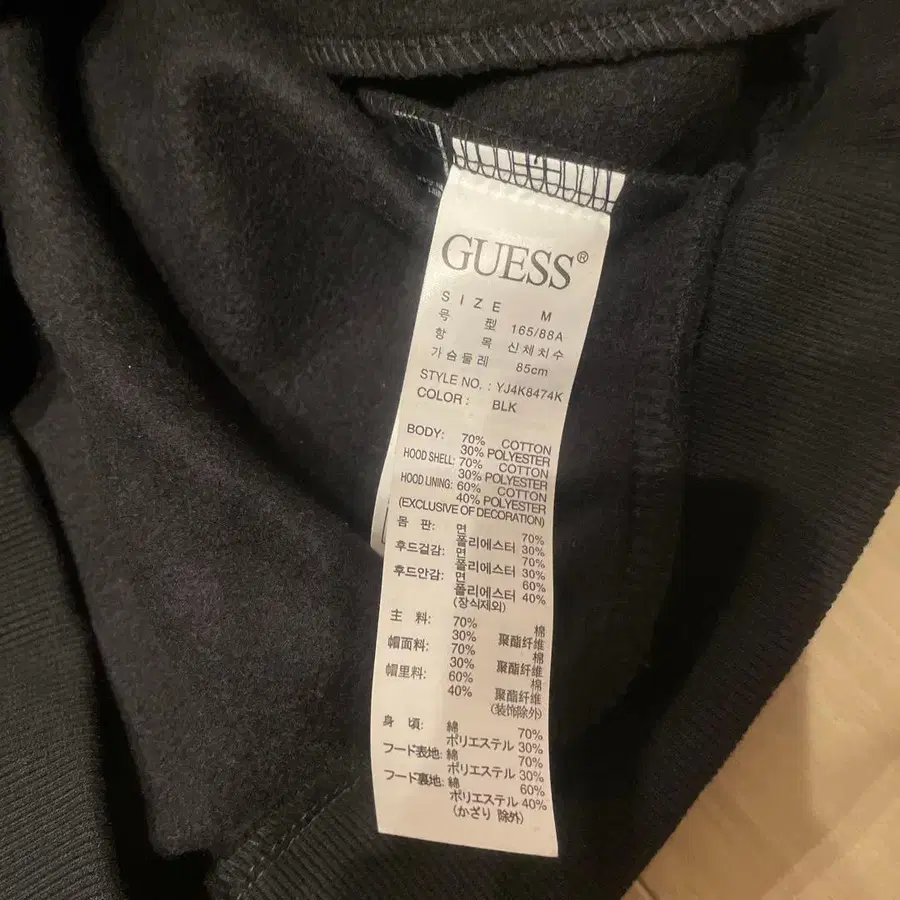 GUESS®
SIZE M
号 型 165/88A
항 목 신체치수
가슴둘레 85cm
STYLE NO. : YJ4K8474K
COLOR : BLK
BODY: 70% COTTON
30% POLYESTER
HOOD SHELL: 70% COTTON
30% POLYESTER
HOOD LINING: 60% COTTON
40% POLYESTER
(EXCLUSIVE OF DECORATION)
몸 판: 면 70%
폴리에스터 30%
후드겉감: 면 70%
폴리에스터 30%
후드안감: 면 60%
폴리에스터 40%
(장식제외)
主 料: 70% 棉
30% 聚酯纤维
帽面料: 70% 棉
30% 聚酯纤维
帽里料: 60% 棉
40% 聚酯纤维
(装饰除外)
身 頃: 綿 70%
ポリエステル 30%
フード表地: 綿 70%
ポリエステル 30%
フード裏地: 綿 60%
ポリエステル 40%
(かざり 除外)